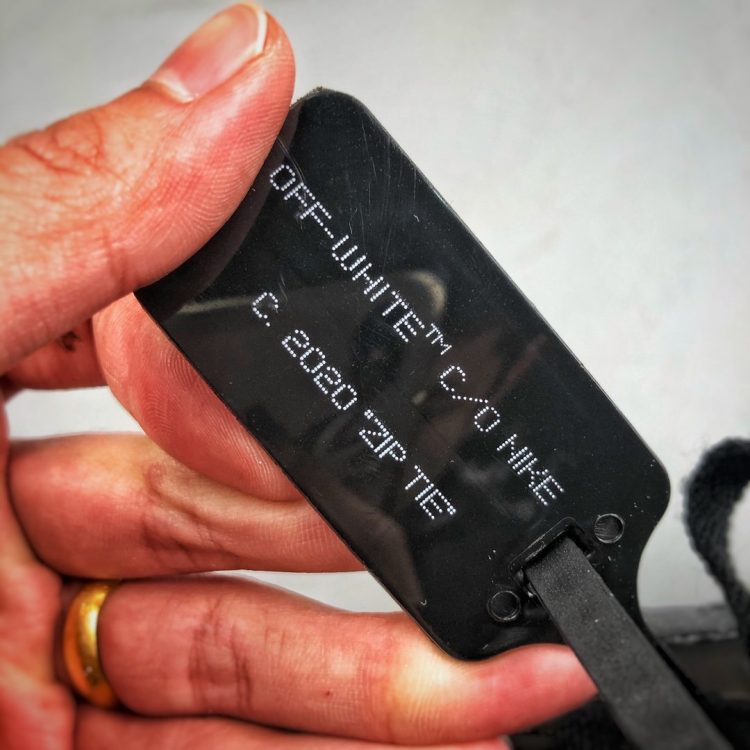 OFF-WHITE™ C/O NIKE
C. 2020 "ZIP TIE"